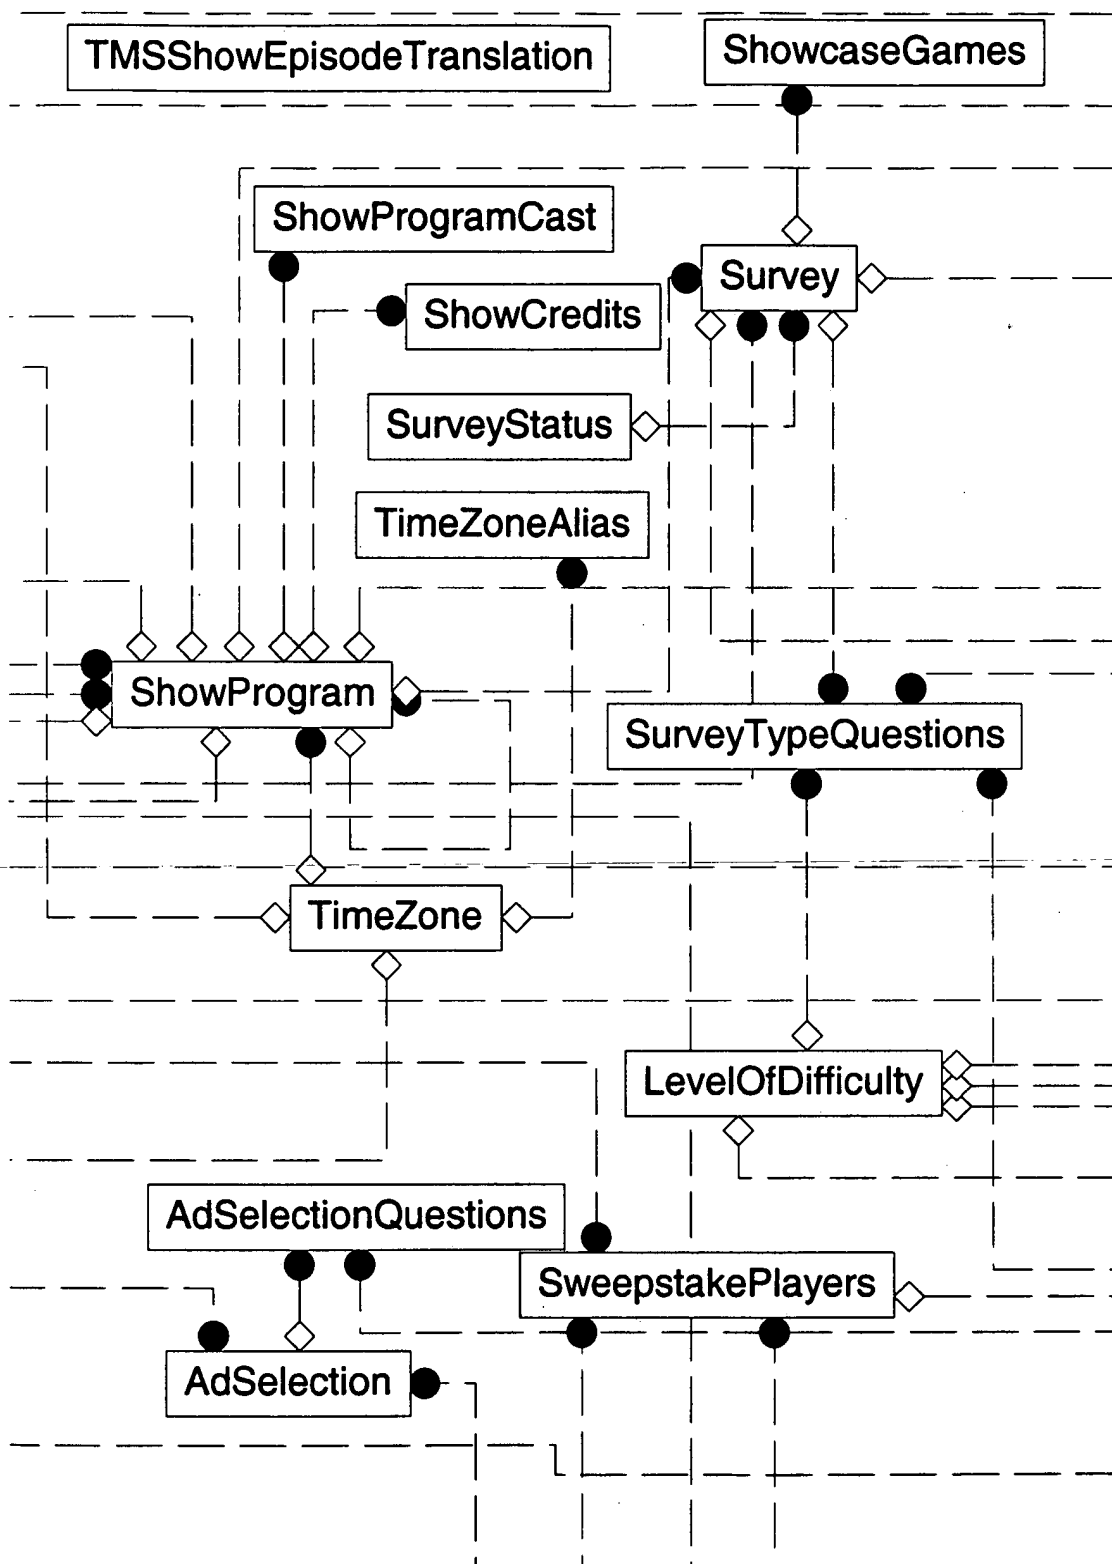 TMSShowEpisodeTranslation
ShowcaseGames
ShowProgramCast
Survey
ShowCredits
SurveyStatus
TimeZoneAlias
ShowProgram
SurveyTypeQuestions
TimeZone
LevelOfDifficulty
AdSelectionQuestions
SweepstakePlayers
AdSelection